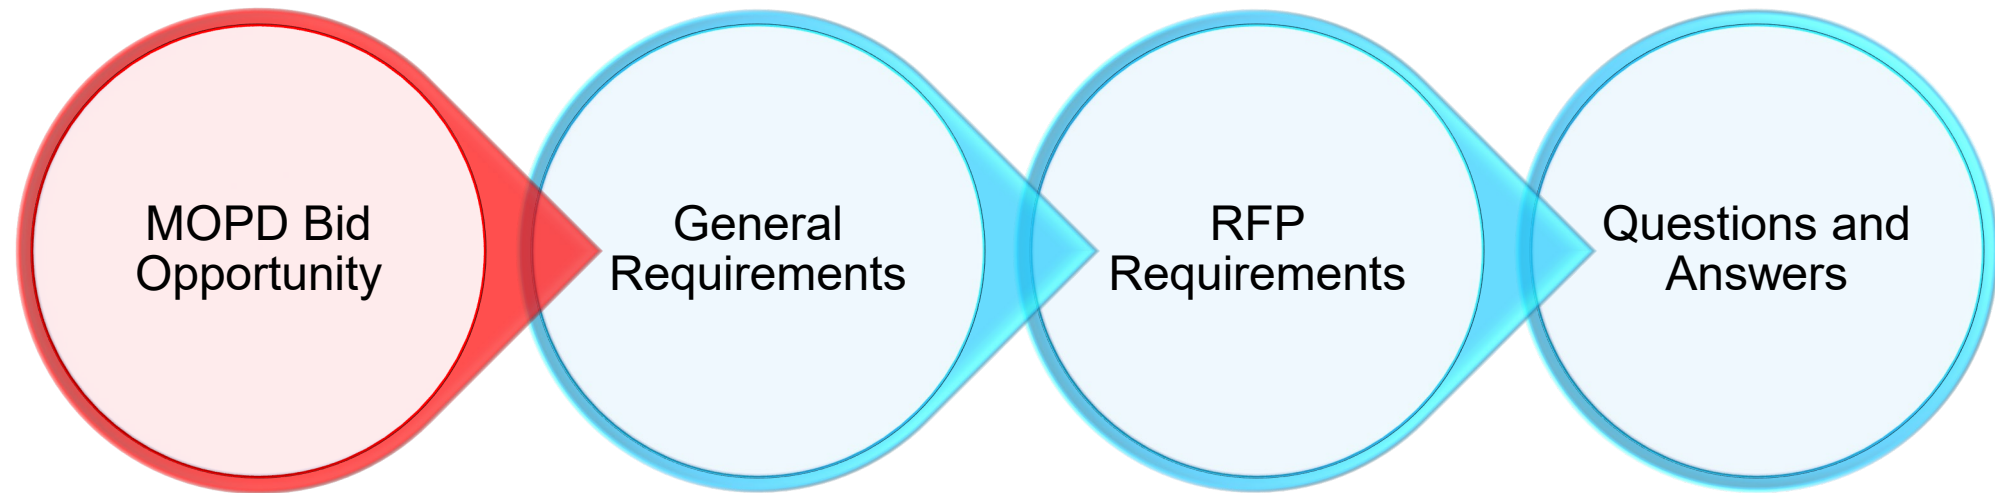 MOPD Bid
Opportunity
General
Requirements
RFP
Requirements
Questions and
Answers